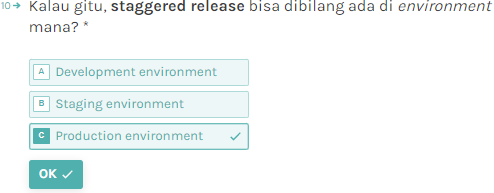 10 → Kalau gitu, staggered release bisa dibilang ada di environment
mana? *
A Development environment
B Staging environment
C Production environment
OK